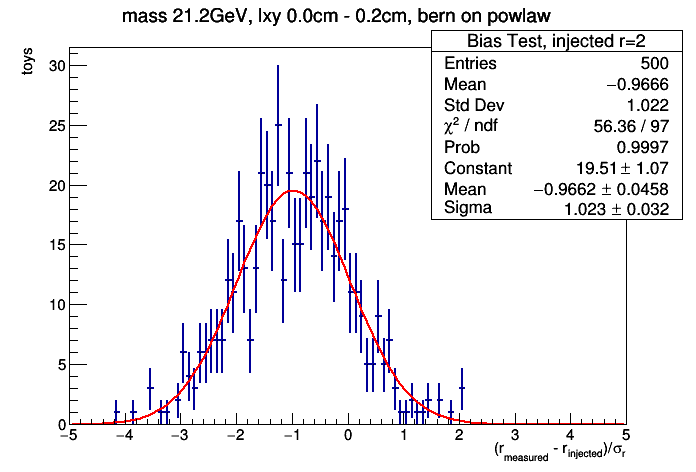 mass 21.2GeV, lxy 0.0cm - 0.2cm, bern on powlaw
Bias Test, injected r=2
Entries 500
Mean −0.9666
Std Dev 1.022
χ² / ndf 56.36 / 97
Prob 0.9997
Constant 19.51 ± 1.07
Mean −0.9662 ± 0.0458
Sigma 1.023 ± 0.032
toys
30
25
20
15
10
5
0
−5 −4 −3 −2 −1 0 1 2 3 4 5
(r_measured - r_injected)/σ_r